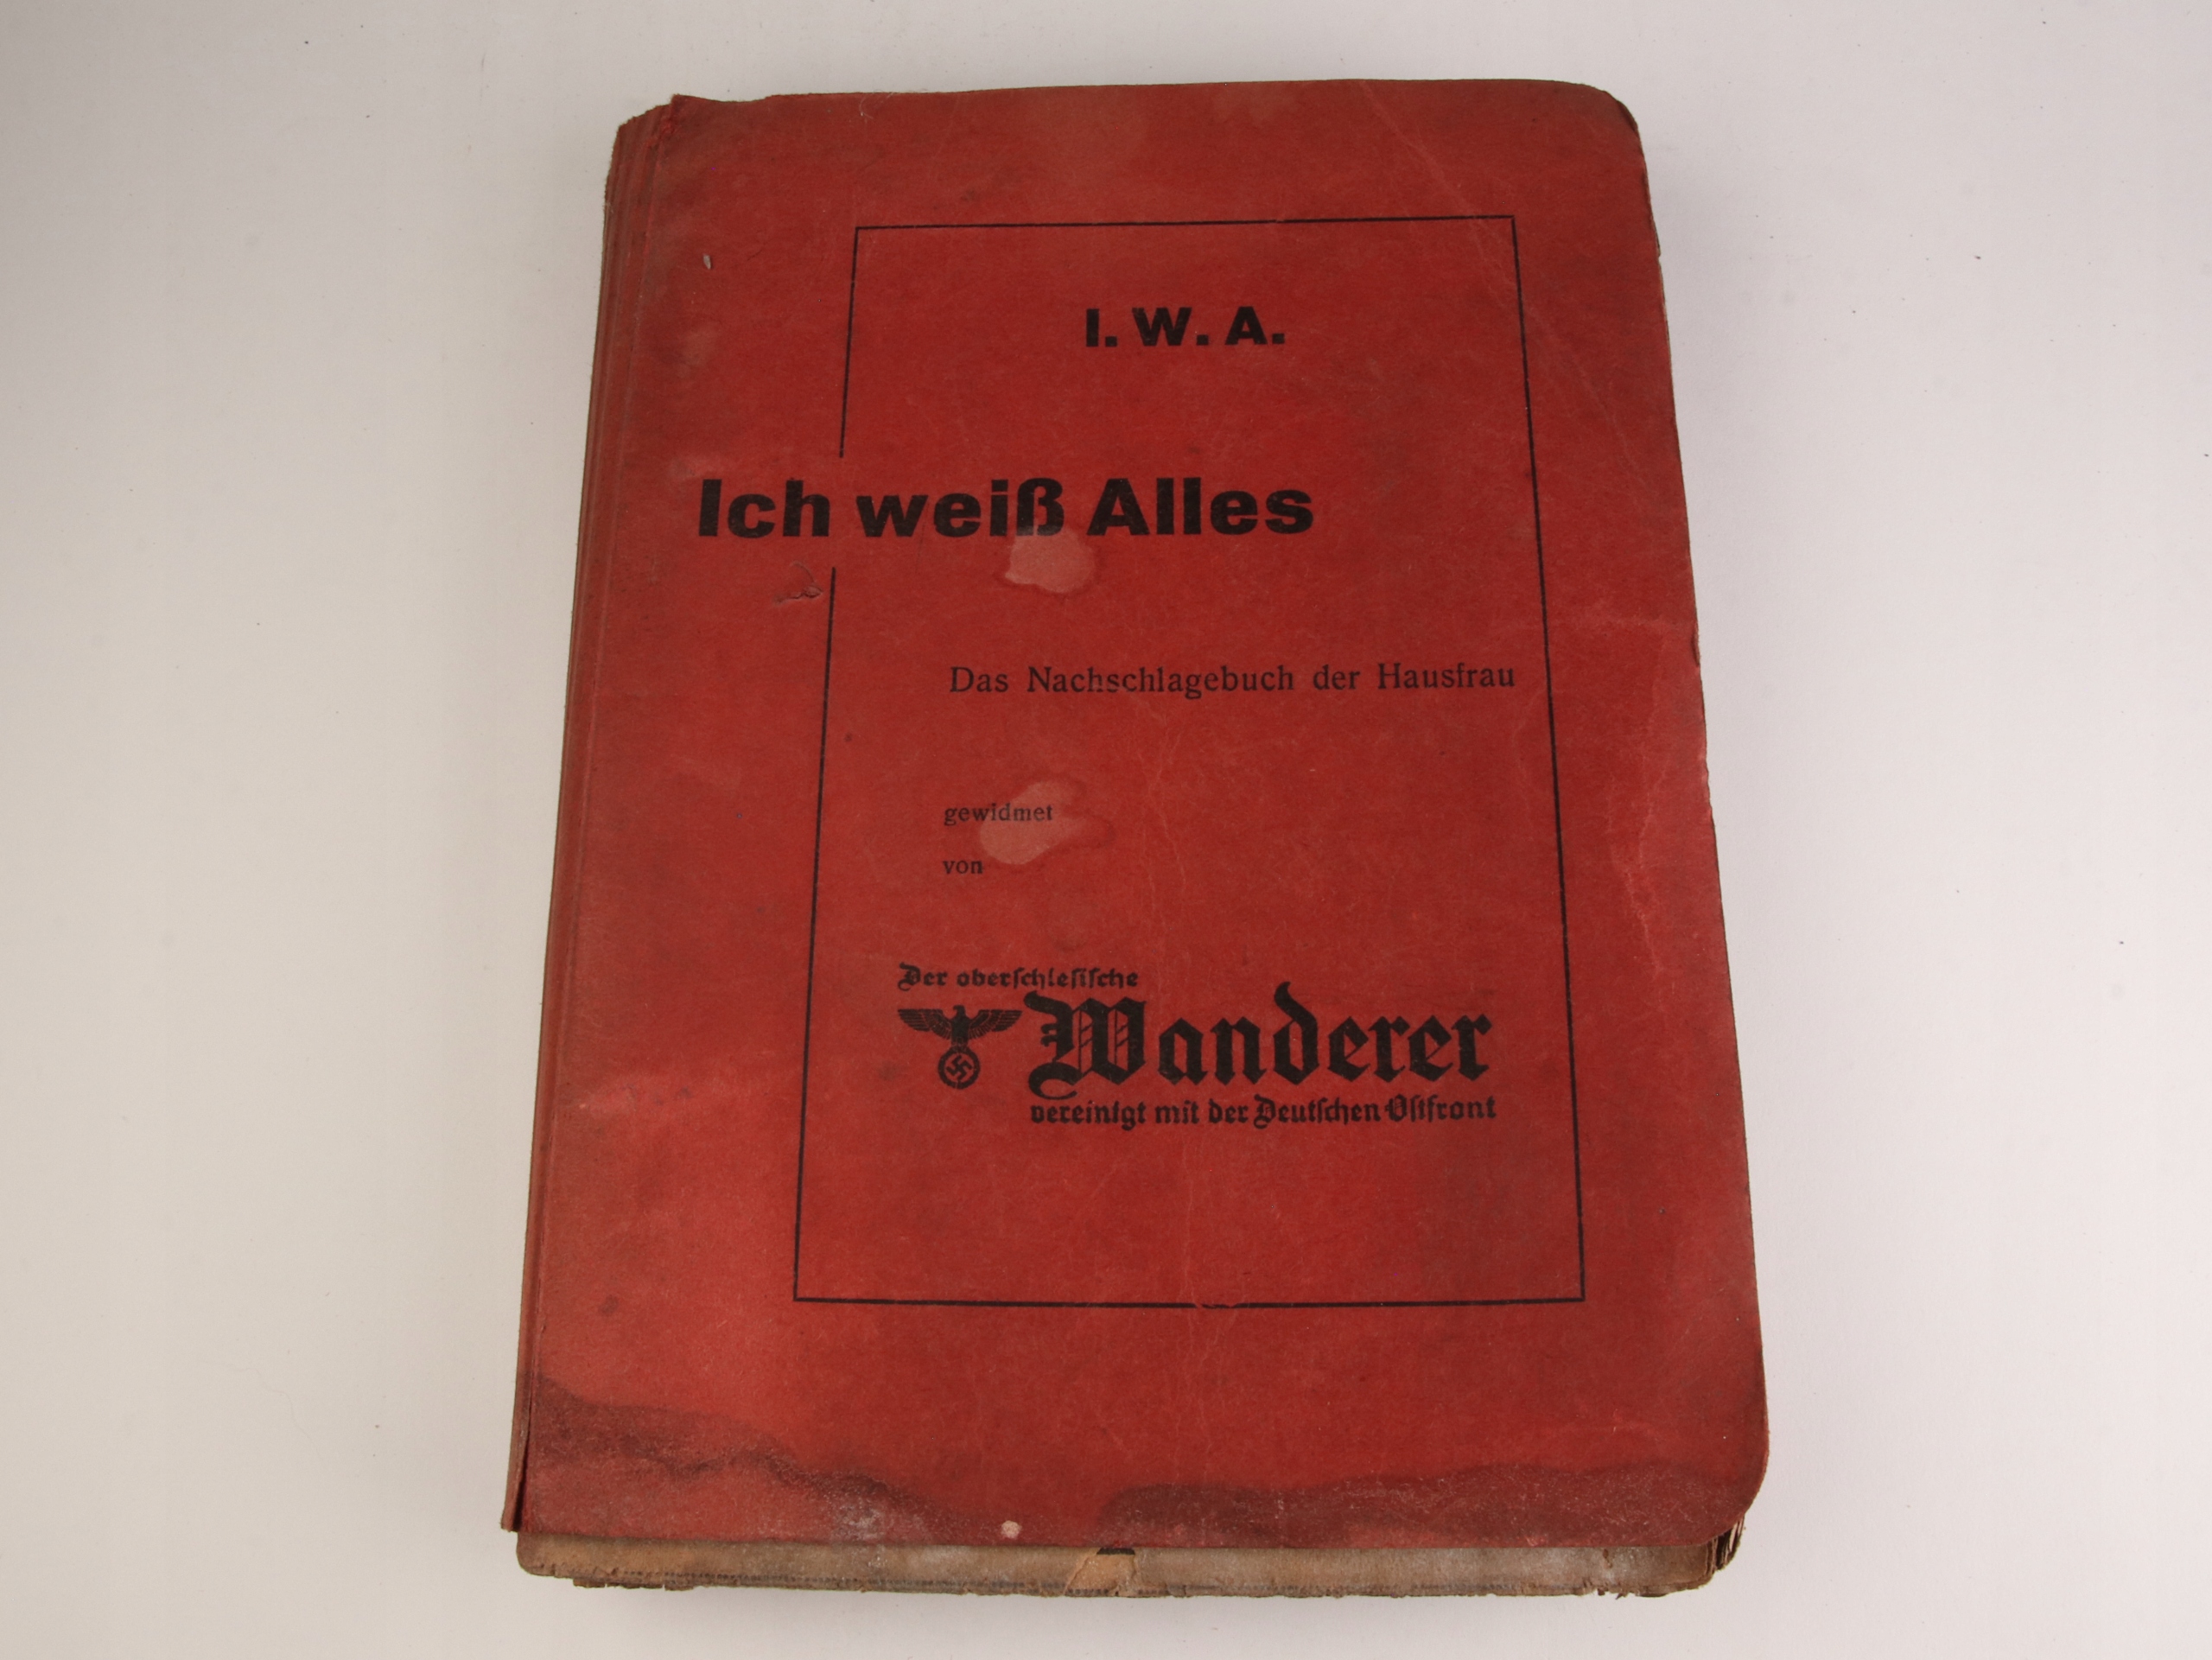 I. W. A.
Ich weiß Alles
Das Nachschlagebuch der Hausfrau
gewidmet
von
Der oberschlesische
Wanderer
vereinigt mit der Deutschen Ostfront